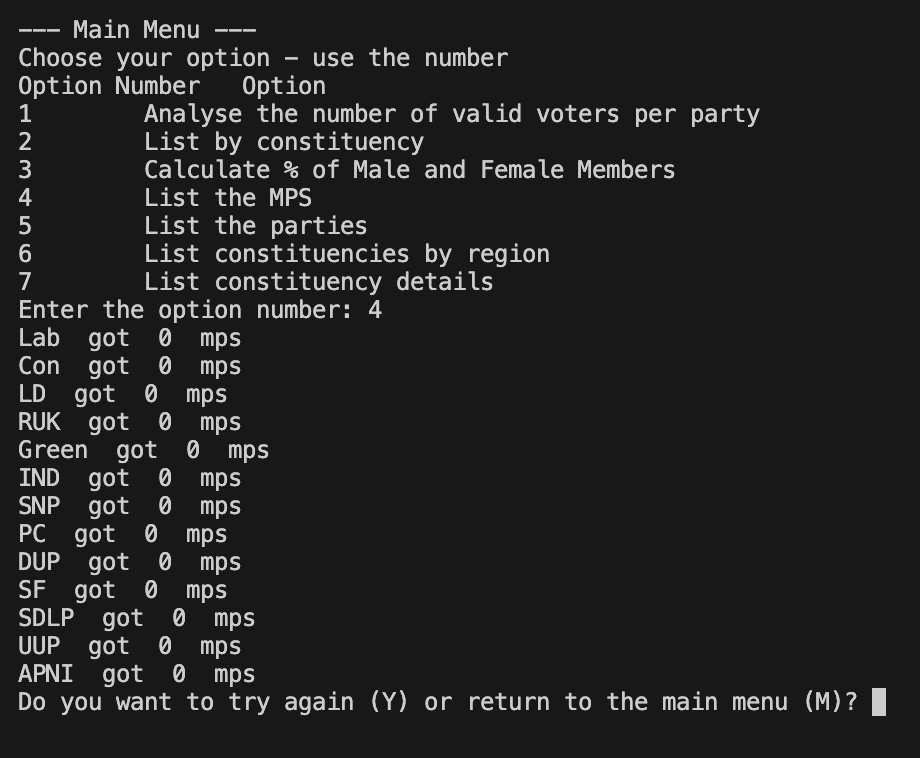 --- Main Menu ---
Choose your option - use the number
Option Number   Option
1        Analyse the number of valid voters per party
2        List by constituency
3        Calculate % of Male and Female Members
4        List the MPS
5        List the parties
6        List constituencies by region
7        List constituency details
Enter the option number: 4
Lab  got  0  mps
Con  got  0  mps
LD  got  0  mps
RUK  got  0  mps
Green  got  0  mps
IND  got  0  mps
SNP  got  0  mps
PC  got  0  mps
DUP  got  0  mps
SF  got  0  mps
SDLP  got  0  mps
UUP  got  0  mps
APNI  got  0  mps
Do you want to try again (Y) or return to the main menu (M)?